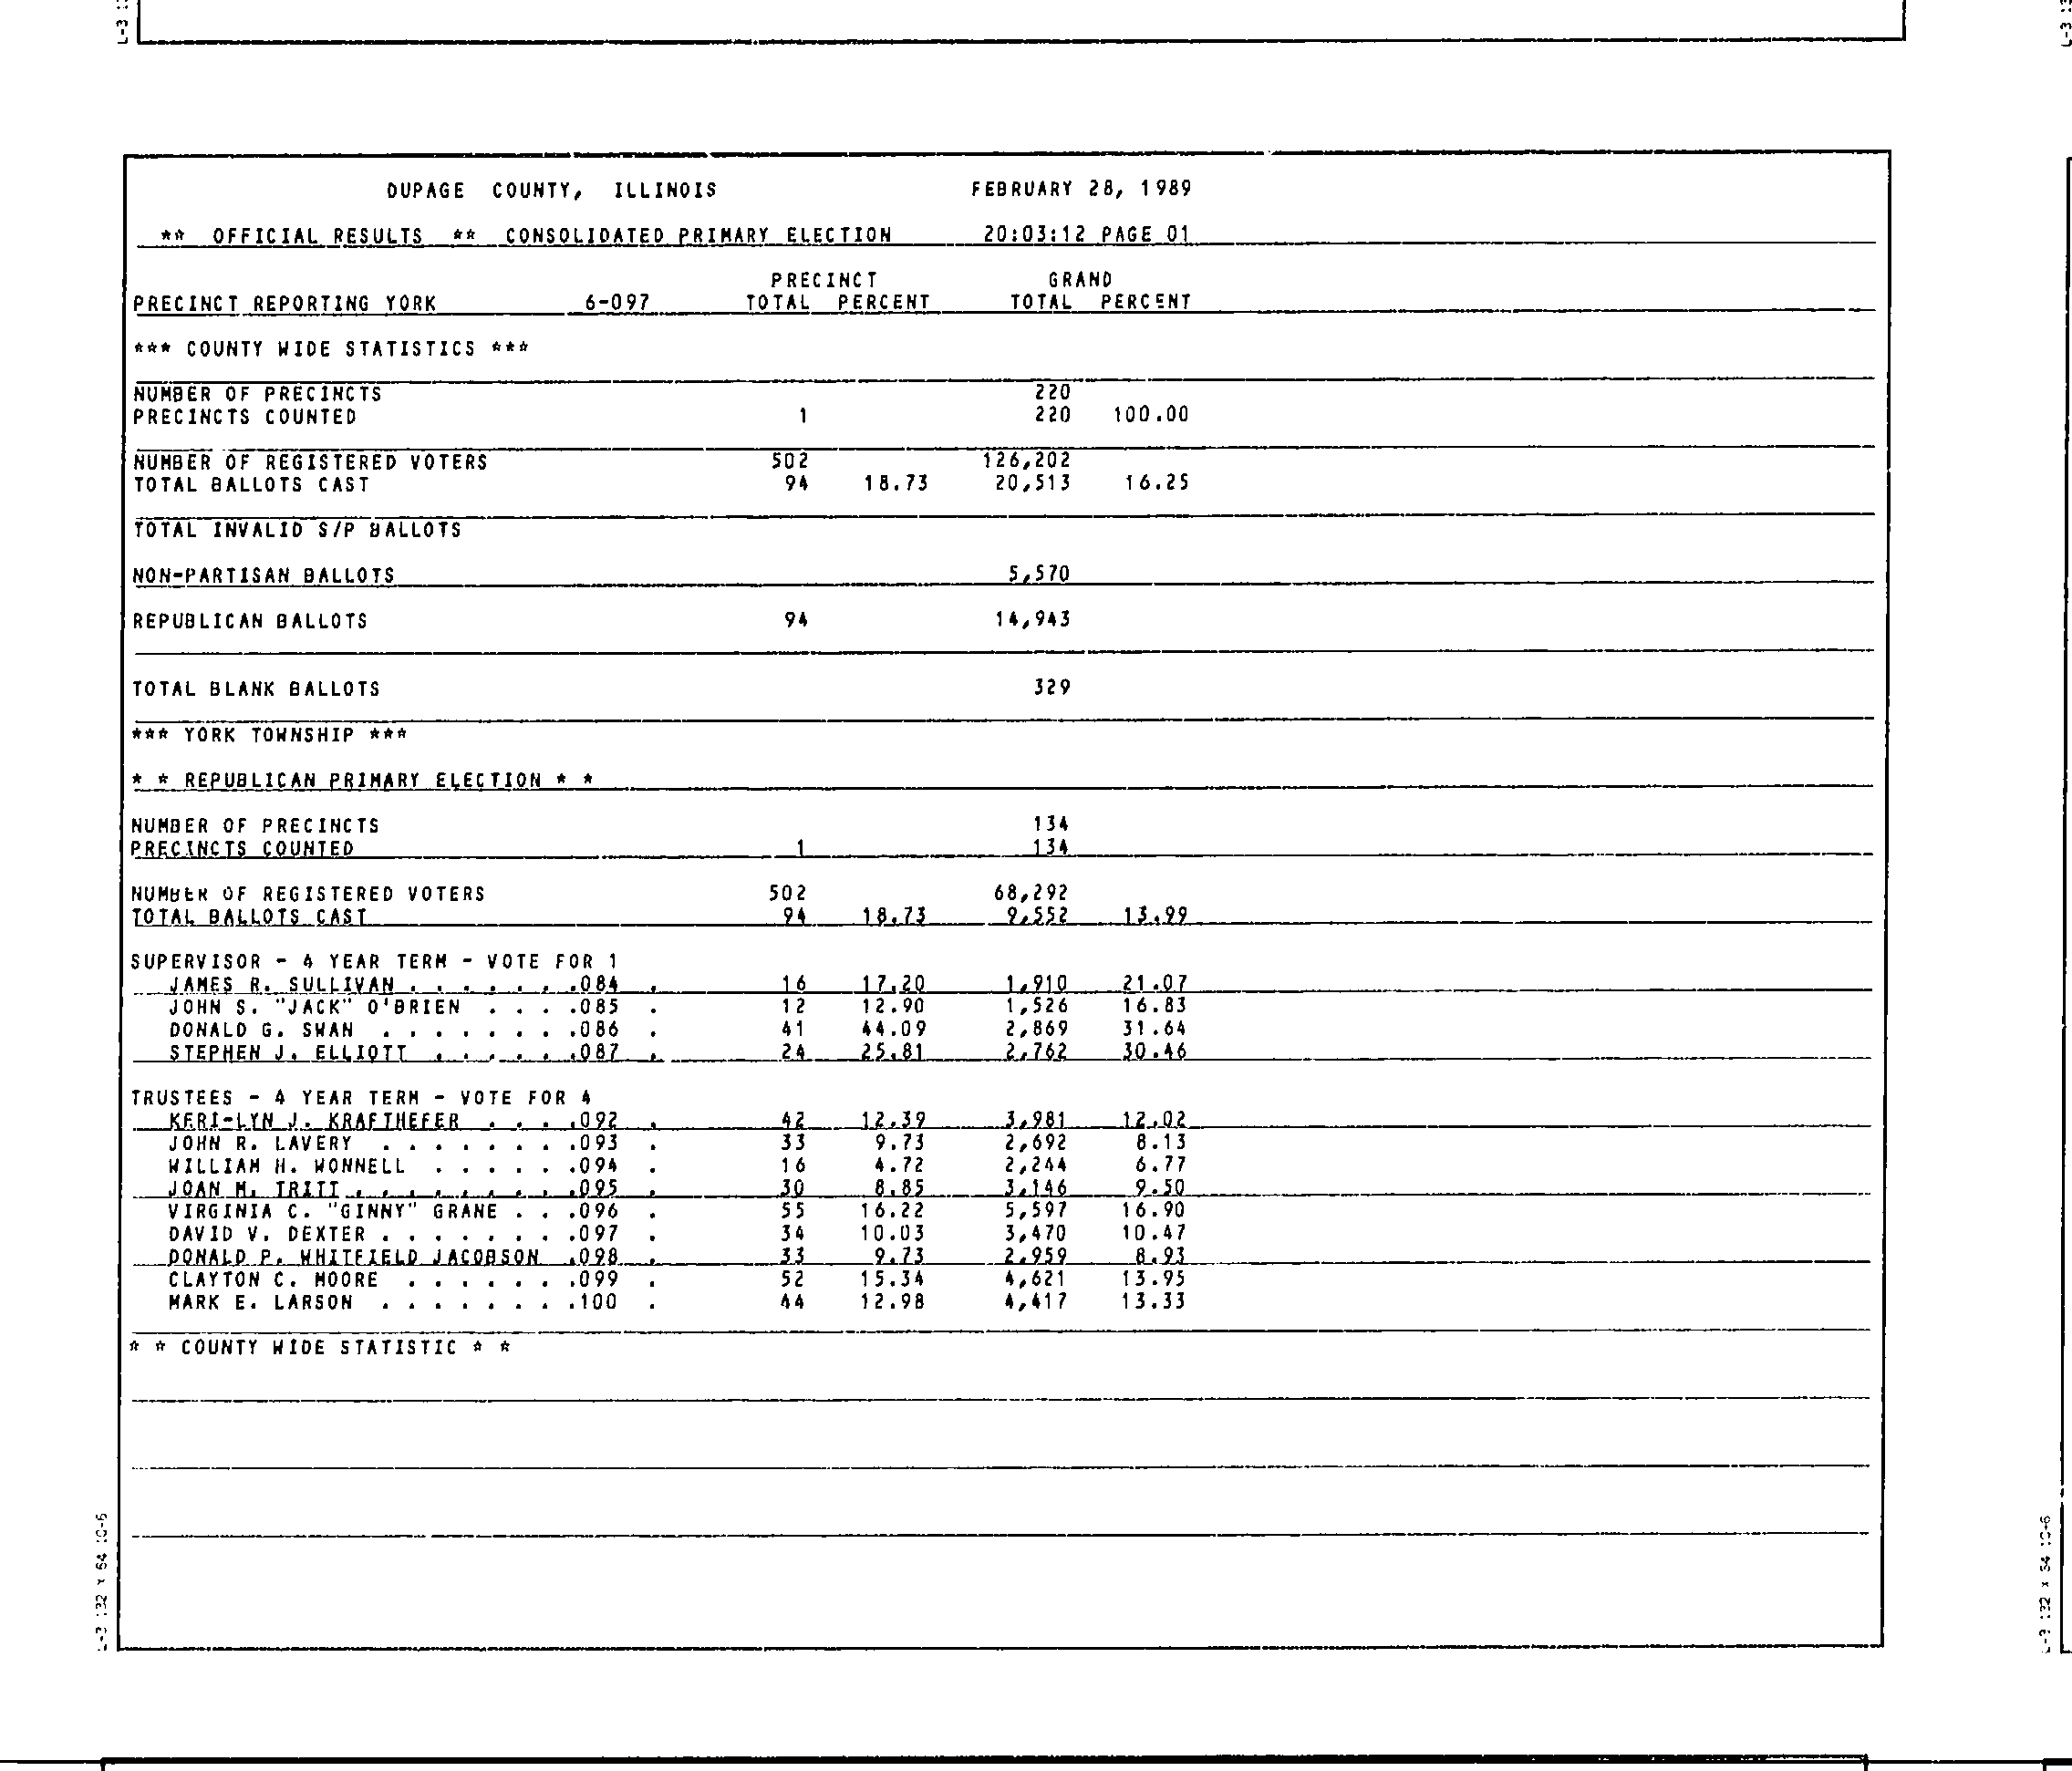 DUPAGE COUNTY, ILLINOIS FEBRUARY 28, 1989
** OFFICIAL RESULTS ** CONSOLIDATED PRIMARY ELECTION 20:03:12 PAGE 01
PRECINCT GRAND
PRECINCT REPORTING YORK 6-097 TOTAL PERCENT TOTAL PERCENT
*** COUNTY WIDE STATISTICS ***
NUMBER OF PRECINCTS 220
PRECINCTS COUNTED 1 220 100.00
NUMBER OF REGISTERED VOTERS 502 126,202
TOTAL BALLOTS CAST 94 18.73 20,513 16.25
TOTAL INVALID S/P BALLOTS
NON-PARTISAN BALLOTS 5,570
REPUBLICAN BALLOTS 94 14,943
TOTAL BLANK BALLOTS 329
*** YORK TOWNSHIP ***
* * REPUBLICAN PRIMARY ELECTION * *
NUMBER OF PRECINCTS 134
PRECINCTS COUNTED 1 134
NUMBER OF REGISTERED VOTERS 502 68,292
TOTAL BALLOTS CAST 94 18.73 9,552 13.99
SUPERVISOR - 4 YEAR TERM - VOTE FOR 1
JAMES R. SULLIVAN . . . . . . .084 . 16 17.20 1,910 21.07
JOHN S. "JACK" O'BRIEN . . . .085 . 12 12.90 1,526 16.83
DONALD G. SWAN . . . . . . . .086 . 41 44.09 2,869 31.64
STEPHEN J. ELLIOTT . . . . . .087 . 24 25.81 2,762 30.46
TRUSTEES - 4 YEAR TERM - VOTE FOR 4
KERI-LYN J. KRAFTHEFER . . . .092 . 42 12.39 3,981 12.02
JOHN R. LAVERY . . . . . . . .093 . 33 9.73 2,692 8.13
WILLIAM H. WONNELL . . . . . .094 . 16 4.72 2,244 6.77
JOAN M. TRITT . . . . . . . . .095 . 30 8.85 3,146 9.50
VIRGINIA C. "GINNY" GRANE . . .096 . 55 16.22 5,597 16.90
DAVID V. DEXTER . . . . . . . .097 . 34 10.03 3,470 10.47
DONALD P. WHITFIELD JACOBSON .098 . 33 9.73 2,959 8.93
CLAYTON C. MOORE . . . . . . .099 . 52 15.34 4,621 13.95
MARK E. LARSON . . . . . . . .100 . 44 12.98 4,417 13.33
* * COUNTY WIDE STATISTIC * *
L-3 132 X 64 10-6
L-3 132 X 64 10-6